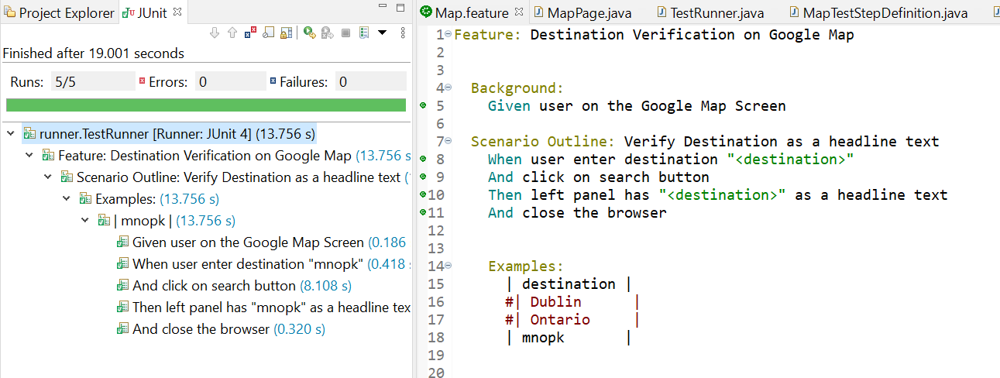 Project Explorer JUnit
Finished after 19.001 seconds
Runs: 5/5 Errors: 0 Failures: 0
runner.TestRunner [Runner: JUnit 4] (13.756 s)
Feature: Destination Verification on Google Map (13.756 s
Scenario Outline: Verify Destination as a headline text (
Examples: (13.756 s)
| mnopk | (13.756 s)
Given user on the Google Map Screen (0.186
When user enter destination "mnopk" (0.418 s
And click on search button (8.108 s)
Then left panel has "mnopk" as a headline tex
And close the browser (0.320 s)
Map.feature MapPage.java TestRunner.java MapTestStepDefinition.java
1 Feature: Destination Verification on Google Map
2
3
4 Background:
5 Given user on the Google Map Screen
6
7 Scenario Outline: Verify Destination as a headline text
8 When user enter destination "<destination>"
9 And click on search button
10 Then left panel has "<destination>" as a headline text
11 And close the browser
12
13
14 Examples:
15 | destination |
16 #| Dublin |
17 #| Ontario |
18 | mnopk |
19
20